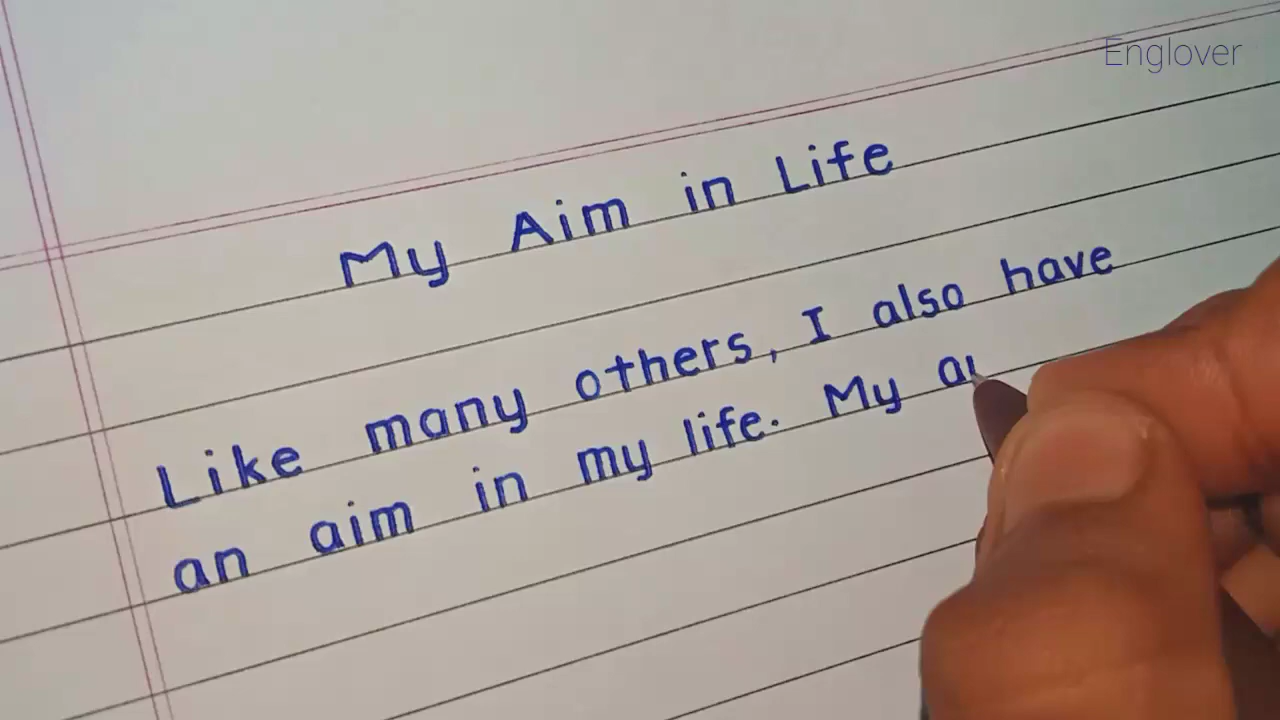 Englover
My Aim in Life
Like many others, I also have
an aim in my life. My